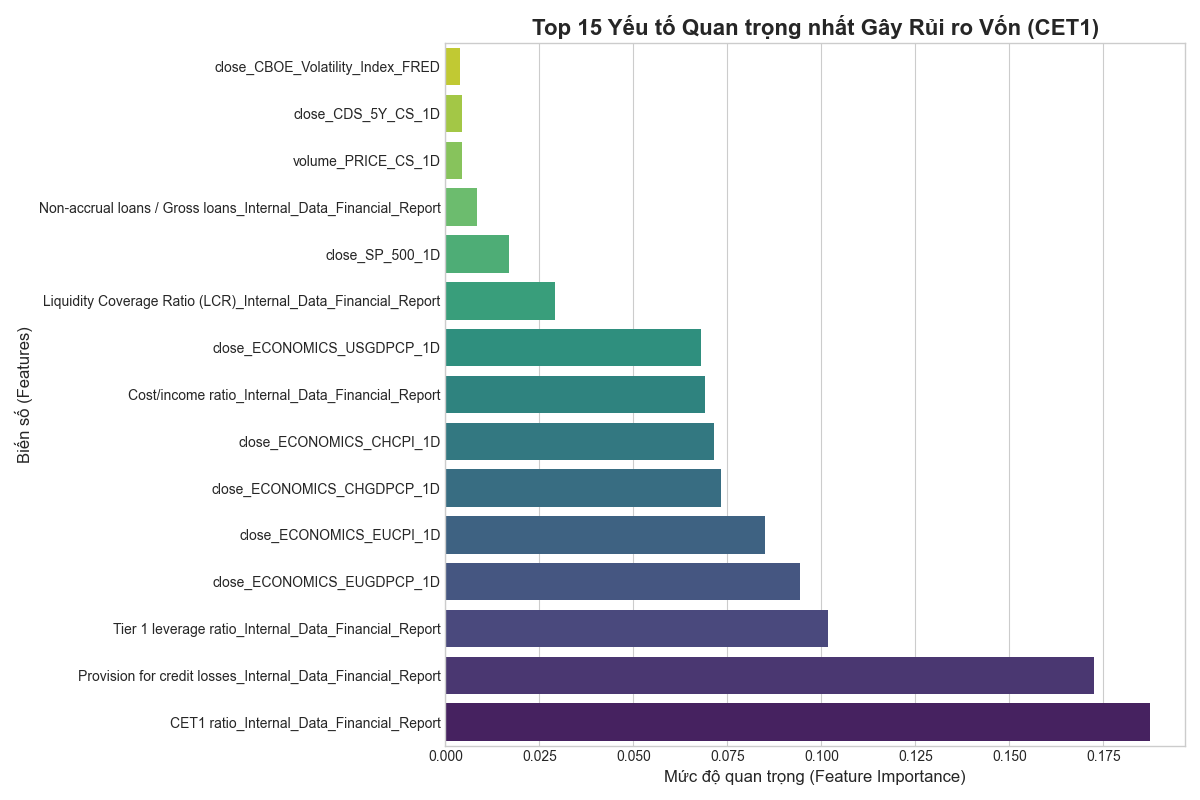 Top 15 Yếu tố Quan trọng nhất Gây Rủi ro Vốn (CET1)
Biến số (Features)
close_CBOE_Volatility_Index_FRED
close_CDS_5Y_CS_1D
volume_PRICE_CS_1D
Non-accrual loans / Gross loans_Internal_Data_Financial_Report
close_SP_500_1D
Liquidity Coverage Ratio (LCR)_Internal_Data_Financial_Report
close_ECONOMICS_USGDPCP_1D
Cost/income ratio_Internal_Data_Financial_Report
close_ECONOMICS_CHCPI_1D
close_ECONOMICS_CHGDPCP_1D
close_ECONOMICS_EUCPI_1D
close_ECONOMICS_EUGDPCP_1D
Tier 1 leverage ratio_Internal_Data_Financial_Report
Provision for credit losses_Internal_Data_Financial_Report
CET1 ratio_Internal_Data_Financial_Report
0.000 0.025 0.050 0.075 0.100 0.125 0.150 0.175
Mức độ quan trọng (Feature Importance)